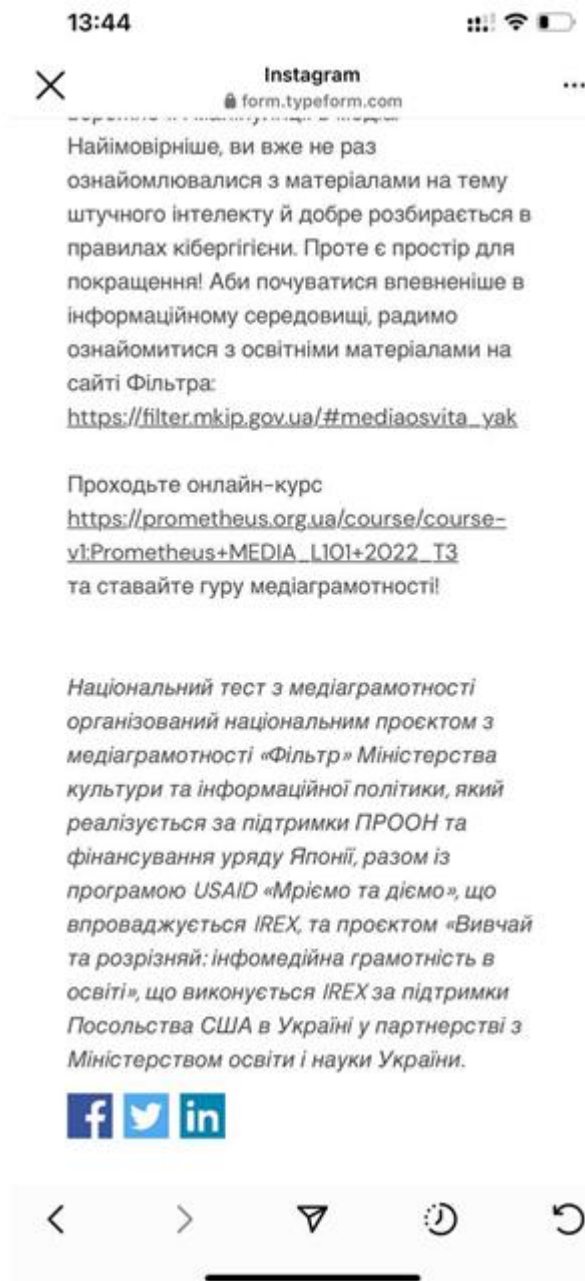 13:44
Instagram
form.typeform.com
Найімовірніше, ви вже не раз
ознайомлювалися з матеріалами на тему
штучного інтелекту й добре розбирається в
правилах кібергігієни. Проте є простір для
покращення! Аби почуватися впевненіше в
інформаційному середовищі, радимо
ознайомитися з освітніми матеріалами на
сайті Фільтра:
https://filter.mkip.gov.ua/#mediaosvita_yak
Проходьте онлайн-курс
https://prometheus.org.ua/course/course-
v1:Prometheus+MEDIA_L101+2022_T3
та ставайте гуру медіаграмотності!
Національний тест з медіаграмотності
організований національним проєктом з
медіаграмотності «Фільтр» Міністерства
культури та інформаційної політики, який
реалізується за підтримки ПРООН та
фінансування уряду Японії, разом із
програмою USAID «Мріємо та діємо», що
впроваджується IREX, та проєктом «Вивчай
та розрізняй: інфомедійна грамотність в
освіті», що виконується IREX за підтримки
Посольства США в Україні у партнерстві з
Міністерством освіти і науки України.